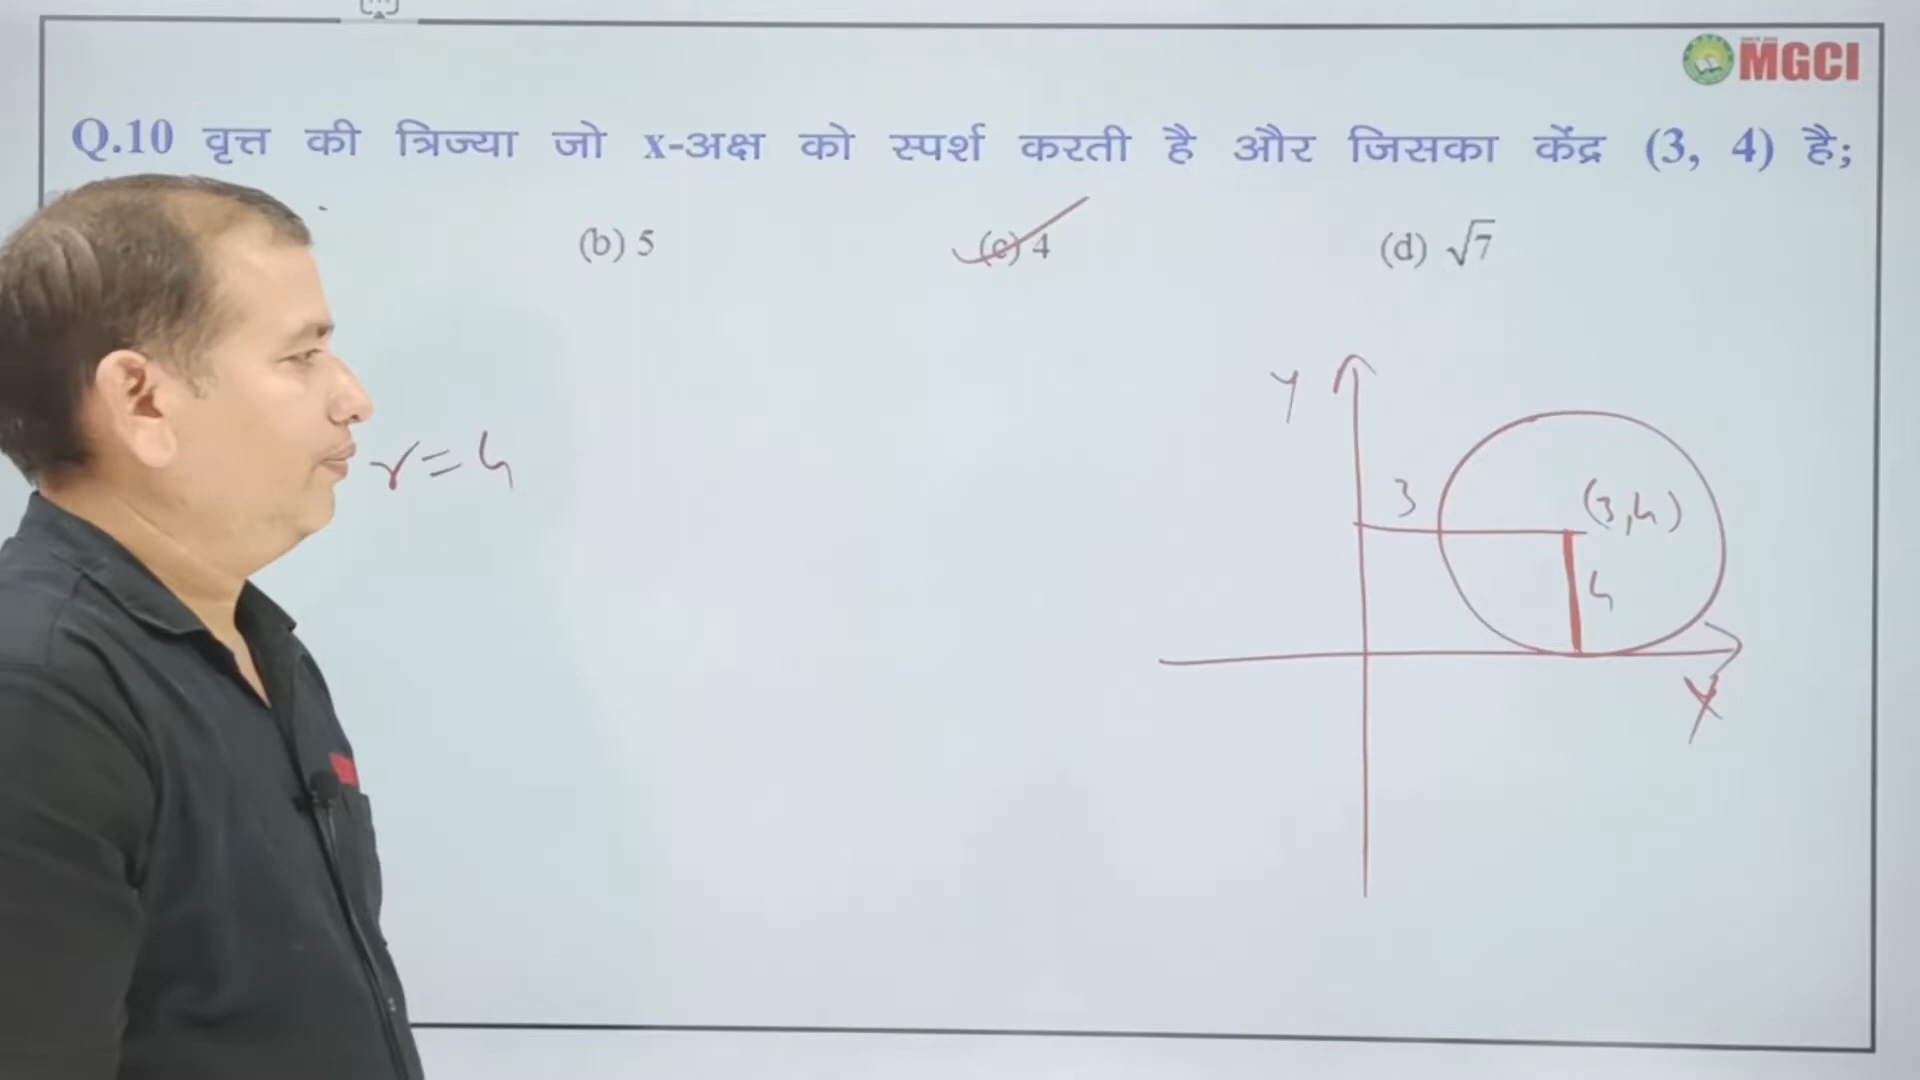 MGCI
Q.10 वृत्त की त्रिज्या जो x-अक्ष को स्पर्श करती है और जिसका केंद्र (3, 4) है;
(b) 5 (c) 4 (d) √7
r = 4
Y
3 (3,4)
4
X